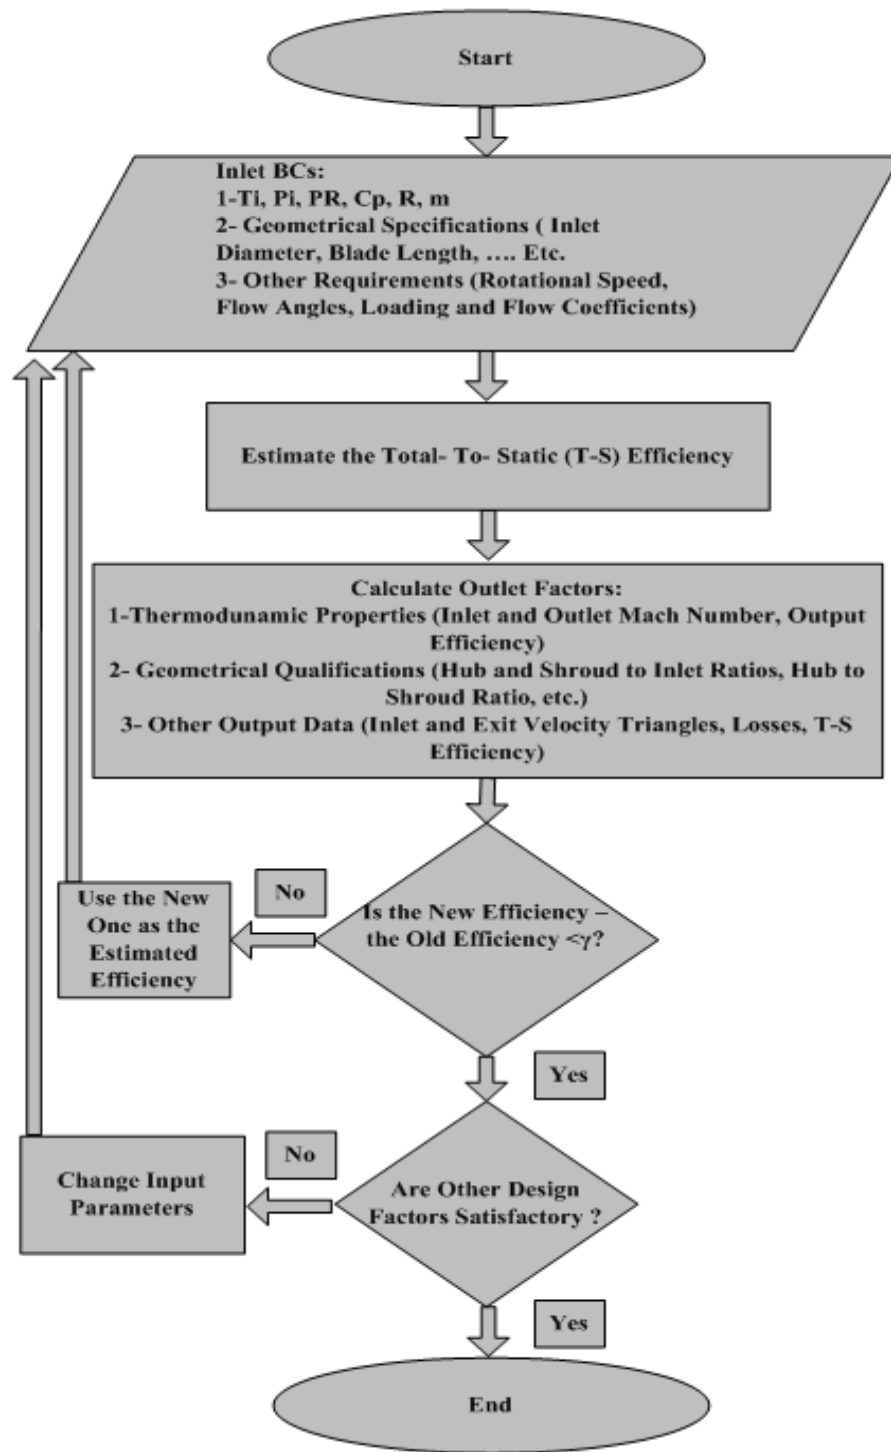 Start
Inlet BCs:
1-Ti, Pi, PR, Cp, R, m
2- Geometrical Specifications ( Inlet
Diameter, Blade Length, .... Etc.
3- Other Requirements (Rotational Speed,
Flow Angles, Loading and Flow Coefficients)
Estimate the Total- To- Static (T-S) Efficiency
Calculate Outlet Factors:
1-Thermodunamic Properties (Inlet and Outlet Mach Number, Output
Efficiency)
2- Geometrical Qualifications (Hub and Shroud to Inlet Ratios, Hub to
Shroud Ratio, etc.)
3- Other Output Data (Inlet and Exit Velocity Triangles, Losses, T-S
Efficiency)
Is the New Efficiency –
the Old Efficiency <γ?
No
Use the New
One as the
Estimated
Efficiency
Yes
Are Other Design
Factors Satisfactory ?
No
Change Input
Parameters
Yes
End